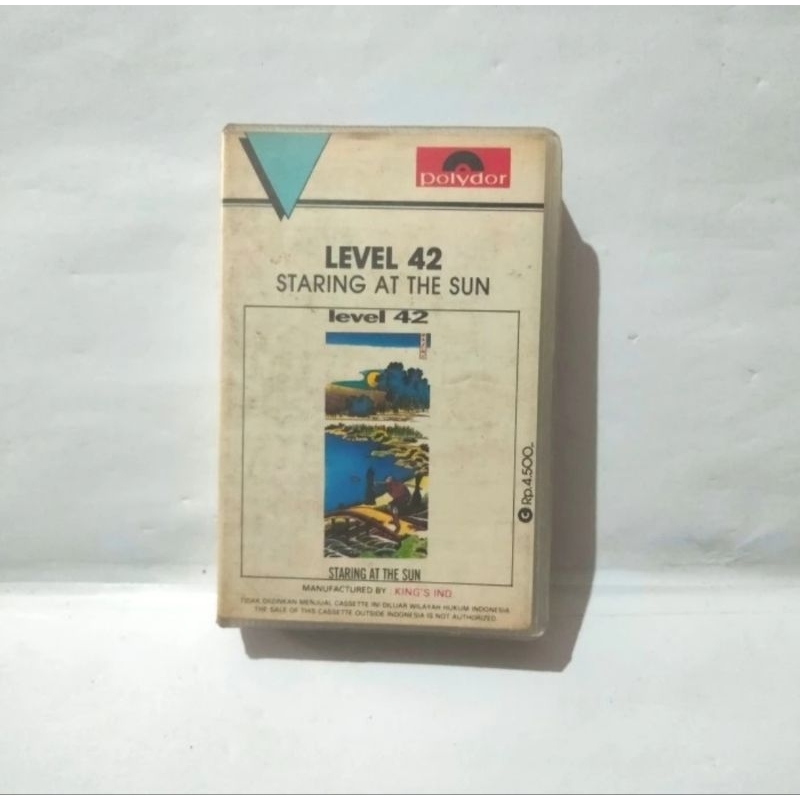 polydor
LEVEL 42
STARING AT THE SUN
level 42
STARING AT THE SUN
Rp.4.500,-
MANUFACTURED BY : KING'S IND.
TIDAK DIIZINKAN MENJUAL CASSETTE INI DILUAR WILAYAH HUKUM INDONESIA
THE SALE OF THIS CASSETTE OUTSIDE INDONESIA IS NOT AUTHORIZED